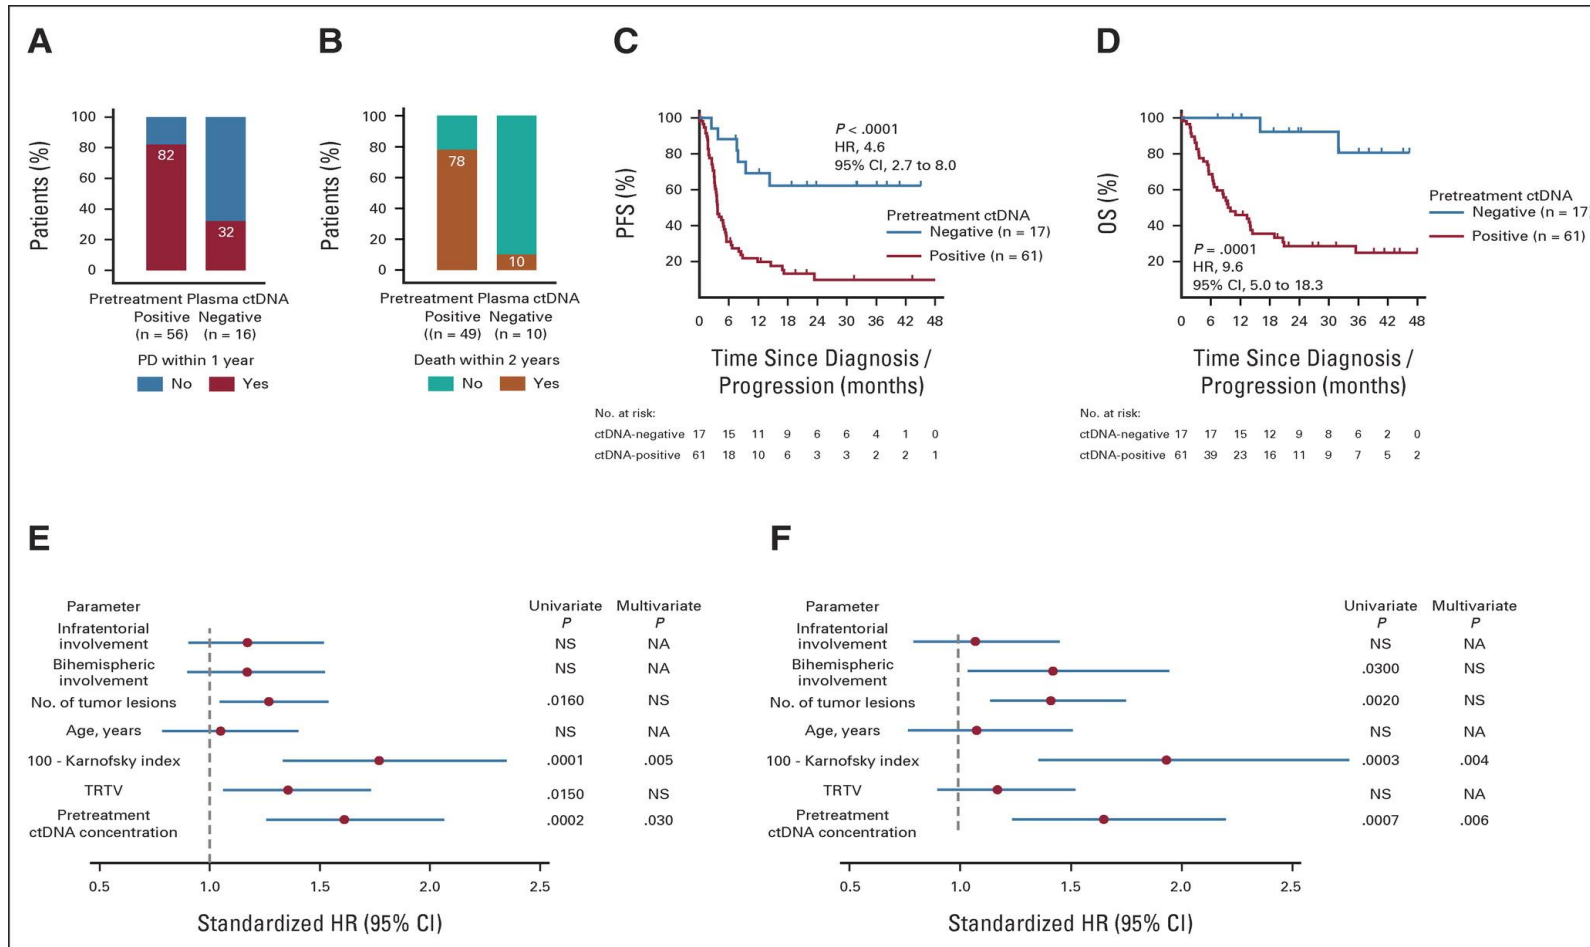 A
Patients (%)
100
80
60
40
20
0
82
32
Pretreatment Plasma ctDNA
Positive Negative
(n = 56) (n = 16)
PD within 1 year
No Yes
B
Patients (%)
100
80
60
40
20
0
78
10
Pretreatment Plasma ctDNA
Positive Negative
((n = 49) (n = 10)
Death within 2 years
No Yes
C
PFS (%)
100
80
60
40
20
P < .0001
HR, 4.6
95% CI, 2.7 to 8.0
Pretreatment ctDNA
Negative (n = 17)
Positive (n = 61)
0 6 12 18 24 30 36 42 48
Time Since Diagnosis /
Progression (months)
No. at risk:
ctDNA-negative 17 15 11 9 6 6 4 1 0
ctDNA-positive 61 18 10 6 3 3 2 2 1
D
OS (%)
100
80
60
40
20
P = .0001
HR, 9.6
95% CI, 5.0 to 18.3
Pretreatment ctDNA
Negative (n = 17)
Positive (n = 61)
0 6 12 18 24 30 36 42 48
Time Since Diagnosis /
Progression (months)
No. at risk:
ctDNA-negative 17 17 15 12 9 8 6 2 0
ctDNA-positive 61 39 23 16 11 9 7 5 2
E
Parameter Univariate Multivariate
P P
Infratentorial
involvement NS NA
Bihemispheric
involvement NS NA
No. of tumor lesions .0160 NS
Age, years NS NA
100 - Karnofsky index .0001 .005
TRTV .0150 NS
Pretreatment
ctDNA concentration .0002 .030
0.5 1.0 1.5 2.0 2.5
Standardized HR (95% CI)
F
Parameter Univariate Multivariate
P P
Infratentorial
involvement NS NA
Bihemispheric
involvement .0300 NS
No. of tumor lesions .0020 NS
Age, years NS NA
100 - Karnofsky index .0003 .004
TRTV NS NA
Pretreatment
ctDNA concentration .0007 .006
0.5 1.0 1.5 2.0 2.5
Standardized HR (95% CI)